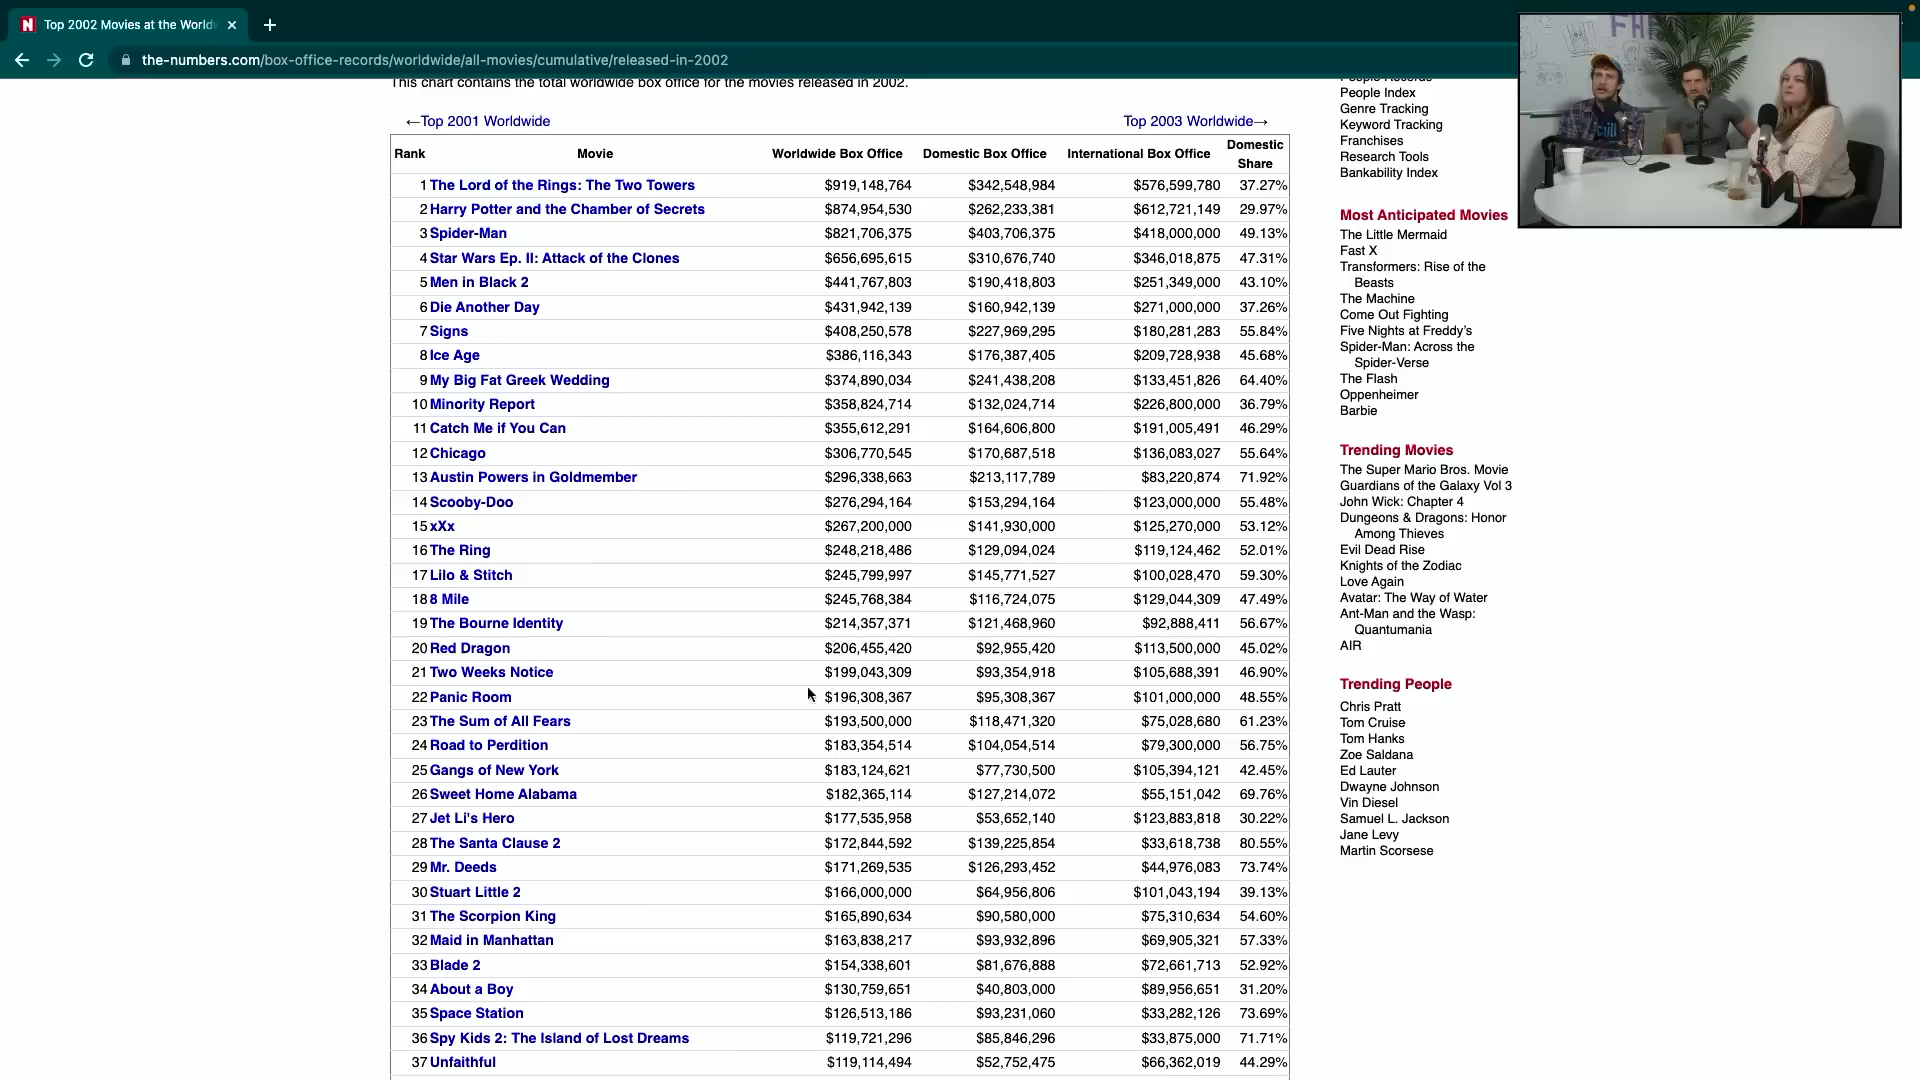 Top 2002 Movies at the World
the-numbers.com/box-office-records/worldwide/all-movies/cumulative/released-in-2002
This chart contains the total worldwide box office for the movies released in 2002.
←Top 2001 Worldwide Top 2003 Worldwide→
Rank Movie Worldwide Box Office Domestic Box Office International Box Office Domestic Share
1 The Lord of the Rings: The Two Towers $919,148,764 $342,548,984 $576,599,780 37.27%
2 Harry Potter and the Chamber of Secrets $874,954,530 $262,233,381 $612,721,149 29.97%
3 Spider-Man $821,706,375 $403,706,375 $418,000,000 49.13%
4 Star Wars Ep. II: Attack of the Clones $656,695,615 $310,676,740 $346,018,875 47.31%
5 Men in Black 2 $441,767,803 $190,418,803 $251,349,000 43.10%
6 Die Another Day $431,942,139 $160,942,139 $271,000,000 37.26%
7 Signs $408,250,578 $227,969,295 $180,281,283 55.84%
8 Ice Age $386,116,343 $176,387,405 $209,728,938 45.68%
9 My Big Fat Greek Wedding $374,890,034 $241,438,208 $133,451,826 64.40%
10 Minority Report $358,824,714 $132,024,714 $226,800,000 36.79%
11 Catch Me if You Can $355,612,291 $164,606,800 $191,005,491 46.29%
12 Chicago $306,770,545 $170,687,518 $136,083,027 55.64%
13 Austin Powers in Goldmember $296,338,663 $213,117,789 $83,220,874 71.92%
14 Scooby-Doo $276,294,164 $153,294,164 $123,000,000 55.48%
15 xXx $267,200,000 $141,930,000 $125,270,000 53.12%
16 The Ring $248,218,486 $129,094,024 $119,124,462 52.01%
17 Lilo & Stitch $245,799,997 $145,771,527 $100,028,470 59.30%
18 8 Mile $245,768,384 $116,724,075 $129,044,309 47.49%
19 The Bourne Identity $214,357,371 $121,468,960 $92,888,411 56.67%
20 Red Dragon $206,455,420 $92,955,420 $113,500,000 45.02%
21 Two Weeks Notice $199,043,309 $93,354,918 $105,688,391 46.90%
22 Panic Room $196,308,367 $95,308,367 $101,000,000 48.55%
23 The Sum of All Fears $193,500,000 $118,471,320 $75,028,680 61.23%
24 Road to Perdition $183,354,514 $104,054,514 $79,300,000 56.75%
25 Gangs of New York $183,124,621 $77,730,500 $105,394,121 42.45%
26 Sweet Home Alabama $182,365,114 $127,214,072 $55,151,042 69.76%
27 Jet Li's Hero $177,535,958 $53,652,140 $123,883,818 30.22%
28 The Santa Clause 2 $172,844,592 $139,225,854 $33,618,738 80.55%
29 Mr. Deeds $171,269,535 $126,293,452 $44,976,083 73.74%
30 Stuart Little 2 $166,000,000 $64,956,806 $101,043,194 39.13%
31 The Scorpion King $165,890,634 $90,580,000 $75,310,634 54.60%
32 Maid in Manhattan $163,838,217 $93,932,896 $69,905,321 57.33%
33 Blade 2 $154,338,601 $81,676,888 $72,661,713 52.92%
34 About a Boy $130,759,651 $40,803,000 $89,956,651 31.20%
35 Space Station $126,513,186 $93,231,060 $33,282,126 73.69%
36 Spy Kids 2: The Island of Lost Dreams $119,721,296 $85,846,296 $33,875,000 71.71%
37 Unfaithful $119,114,494 $52,752,475 $66,362,019 44.29%
People Records
People Index
Genre Tracking
Keyword Tracking
Franchises
Research Tools
Bankability Index
Most Anticipated Movies
The Little Mermaid
Fast X
Transformers: Rise of the
Beasts
The Machine
Come Out Fighting
Five Nights at Freddy's
Spider-Man: Across the
Spider-Verse
The Flash
Oppenheimer
Barbie
Trending Movies
The Super Mario Bros. Movie
Guardians of the Galaxy Vol 3
John Wick: Chapter 4
Dungeons & Dragons: Honor
Among Thieves
Evil Dead Rise
Knights of the Zodiac
Love Again
Avatar: The Way of Water
Ant-Man and the Wasp:
Quantumania
AIR
Trending People
Chris Pratt
Tom Cruise
Tom Hanks
Zoe Saldana
Ed Lauter
Dwayne Johnson
Vin Diesel
Samuel L. Jackson
Jane Levy
Martin Scorsese